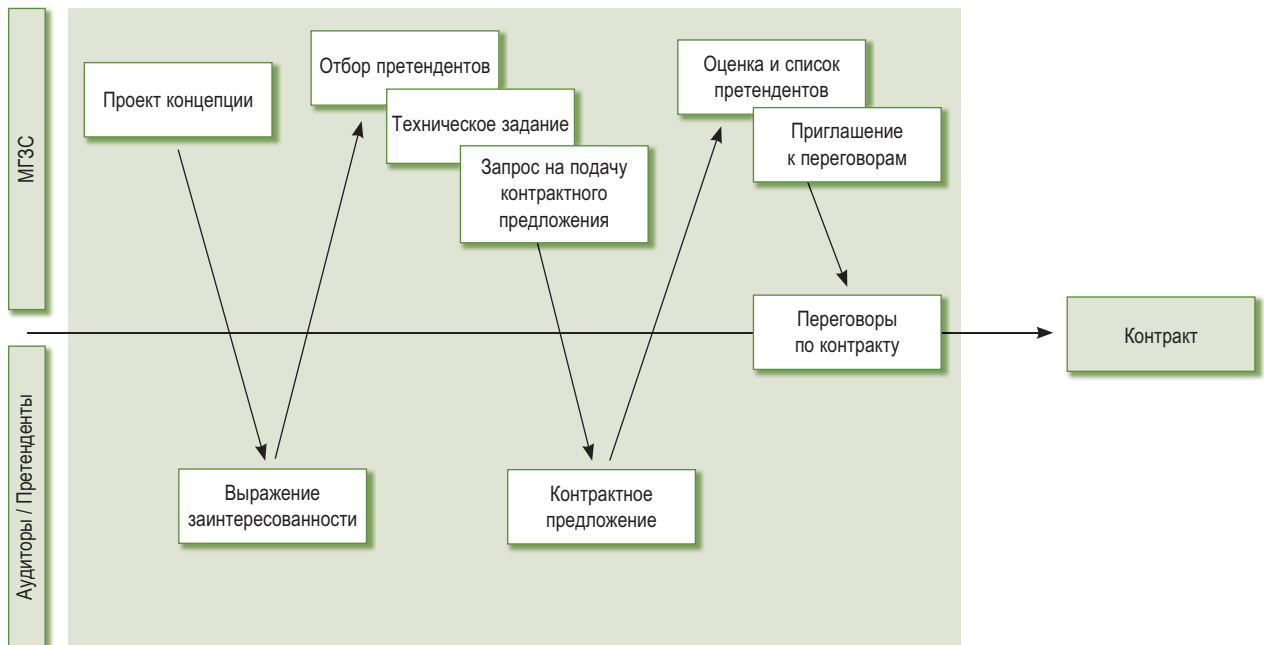 МГЗС
Проект концепции
Отбор претендентов
Техническое задание
Запрос на подачу
контрактного
предложения
Оценка и список
претендентов
Приглашение
к переговорам
Переговоры
по контракту
Контракт
Аудиторы / Претенденты
Выражение
заинтересованности
Контрактное
предложение